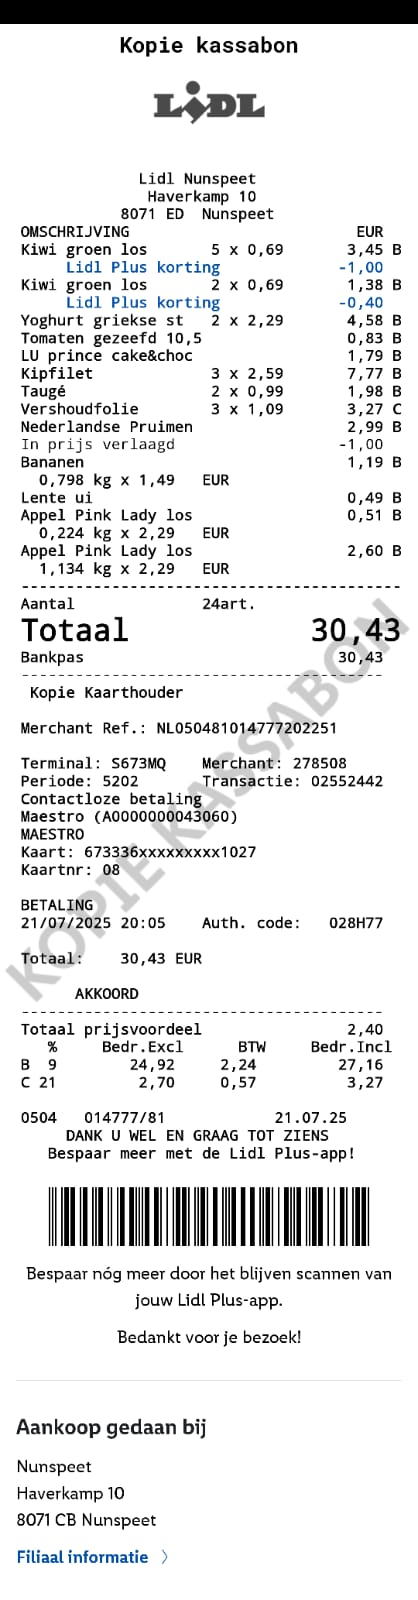 Kopie kassabon
LIDL
Lidl Nunspeet
Haverkamp 10
8071 ED Nunspeet
OMSCHRIJVING EUR
Kiwi groen los 5 x 0,69 3,45 B
Lidl Plus korting -1,00
Kiwi groen los 2 x 0,69 1,38 B
Lidl Plus korting -0,40
Yoghurt griekse st 2 x 2,29 4,58 B
Tomaten gezeefd 10,5 0,83 B
LU prince cake&choc 1,79 B
Kipfilet 3 x 2,59 7,77 B
Taugé 2 x 0,99 1,98 B
Vershoudfolie 3 x 1,09 3,27 C
Nederlandse Pruimen 2,99 B
In prijs verlaagd -1,00
Bananen 1,19 B
0,798 kg x 1,49 EUR
Lente ui 0,49 B
Appel Pink Lady los 0,51 B
0,224 kg x 2,29 EUR
Appel Pink Lady los 2,60 B
1,134 kg x 2,29 EUR
Aantal 24art.
Totaal 30,43
Bankpas 30,43
Kopie Kaarthouder
Merchant Ref.: NL050481014777202251
Terminal: S673MQ Merchant: 278508
Periode: 5202 Transactie: 02552442
Contactloze betaling
Maestro (A0000000043060)
MAESTRO
Kaart: 673336xxxxxxxxx1027
Kaartnr: 08
BETALING
21/07/2025 20:05 Auth. code: 028H77
Totaal: 30,43 EUR
AKKOORD
KOPIE KASSABON
Totaal prijsvoordeel 2,40
% Bedr.Excl BTW Bedr.Incl
B 9 24,92 2,24 27,16
C 21 2,70 0,57 3,27
0504 014777/81 21.07.25
DANK U WEL EN GRAAG TOT ZIENS
Bespaar meer met de Lidl Plus-app!
Bespaar nóg meer door het blijven scannen van
jouw Lidl Plus-app.
Bedankt voor je bezoek!
Aankoop gedaan bij
Nunspeet
Haverkamp 10
8071 CB Nunspeet
Filiaal informatie